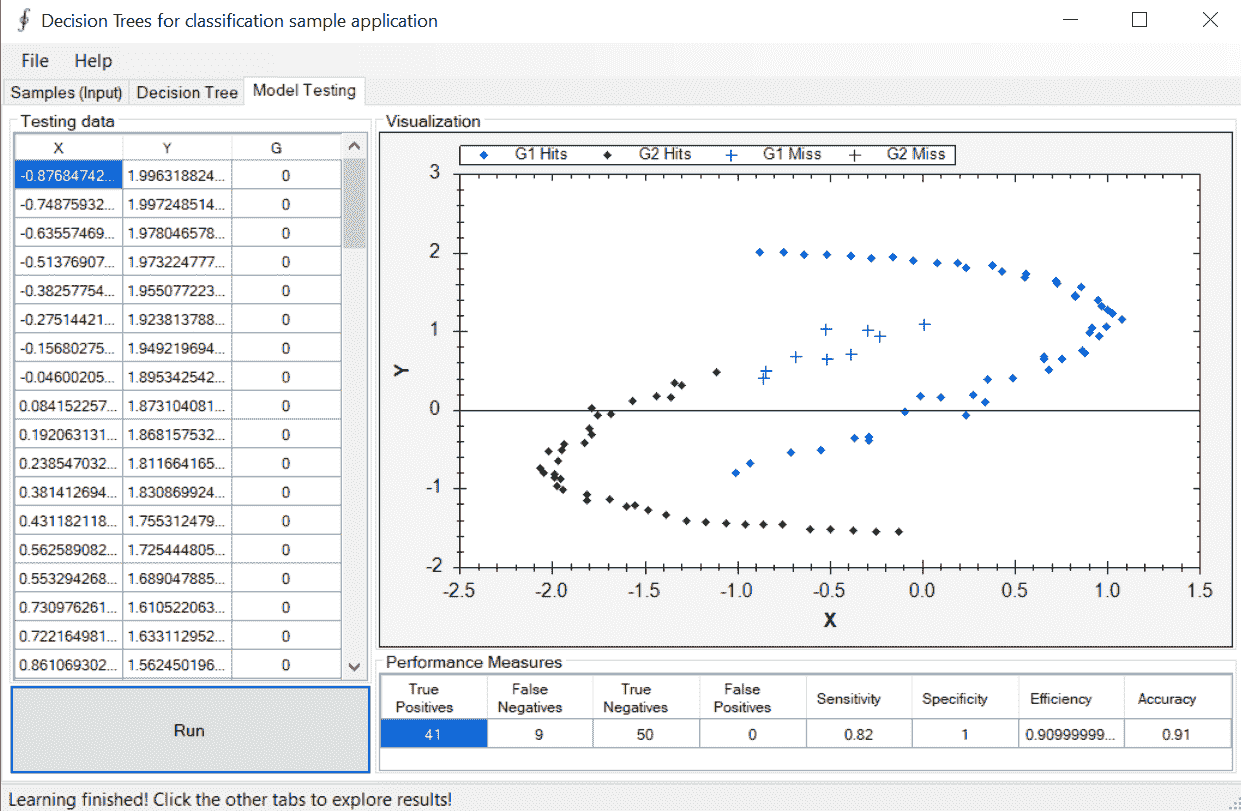 Decision Trees for classification sample application
File Help
Samples (Input) Decision Tree Model Testing
Testing data
X Y G
-0.87684742... 1.996318824... 0
-0.74875932... 1.997248514... 0
-0.63557469... 1.978046578... 0
-0.51376907... 1.973224777... 0
-0.38257754... 1.955077223... 0
-0.27514421... 1.923813788... 0
-0.15680275... 1.949219694... 0
-0.04600205... 1.895342542... 0
0.084152257... 1.873104081... 0
0.192063131... 1.868157532... 0
0.238547032... 1.811664165... 0
0.381412694... 1.830869924... 0
0.431182118... 1.755312479... 0
0.562589082... 1.725444805... 0
0.553294268... 1.689047885... 0
0.730976261... 1.610522063... 0
0.722164981... 1.633112952... 0
0.861069302... 1.562450196... 0
Run
Visualization
G1 Hits G2 Hits G1 Miss G2 Miss
3
2
1
0
-1
-2
Y
-2.5 -2.0 -1.5 -1.0 -0.5 0.0 0.5 1.0 1.5
X
Performance Measures
True Positives False Negatives True Negatives False Positives Sensitivity Specificity Efficiency Accuracy
41 9 50 0 0.82 1 0.90999999... 0.91
Learning finished! Click the other tabs to explore results!